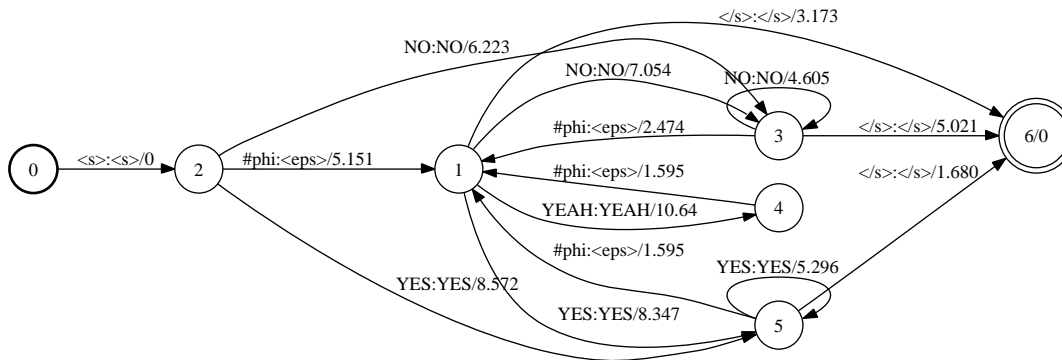 </s>:</s>/3.173
NO:NO/6.223
NO:NO/7.054
NO:NO/4.605
#phi:<eps>/2.474
3
</s>:</s>/5.021
6/0
0
<s>:<s>/0
2
#phi:<eps>/5.151
1
#phi:<eps>/1.595
</s>:</s>/1.680
YEAH:YEAH/10.64
4
#phi:<eps>/1.595
YES:YES/8.572
YES:YES/8.347
YES:YES/5.296
5